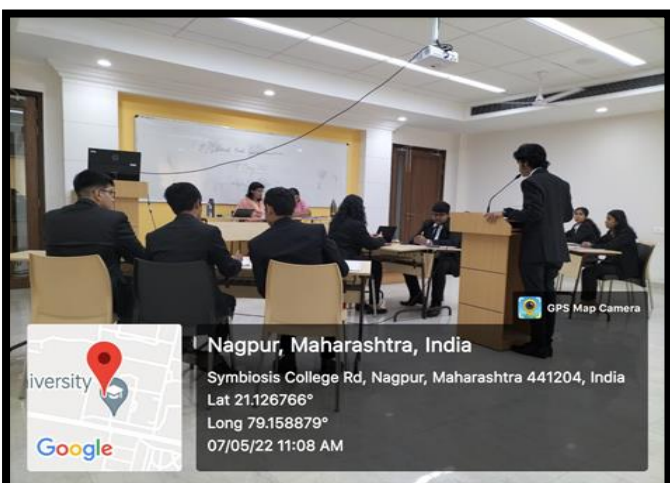 GPS Map Camera
iversity
Google
Nagpur, Maharashtra, India
Symbiosis College Rd, Nagpur, Maharashtra 441204, India
Lat 21.126766°
Long 79.158879°
07/05/22 11:08 AM